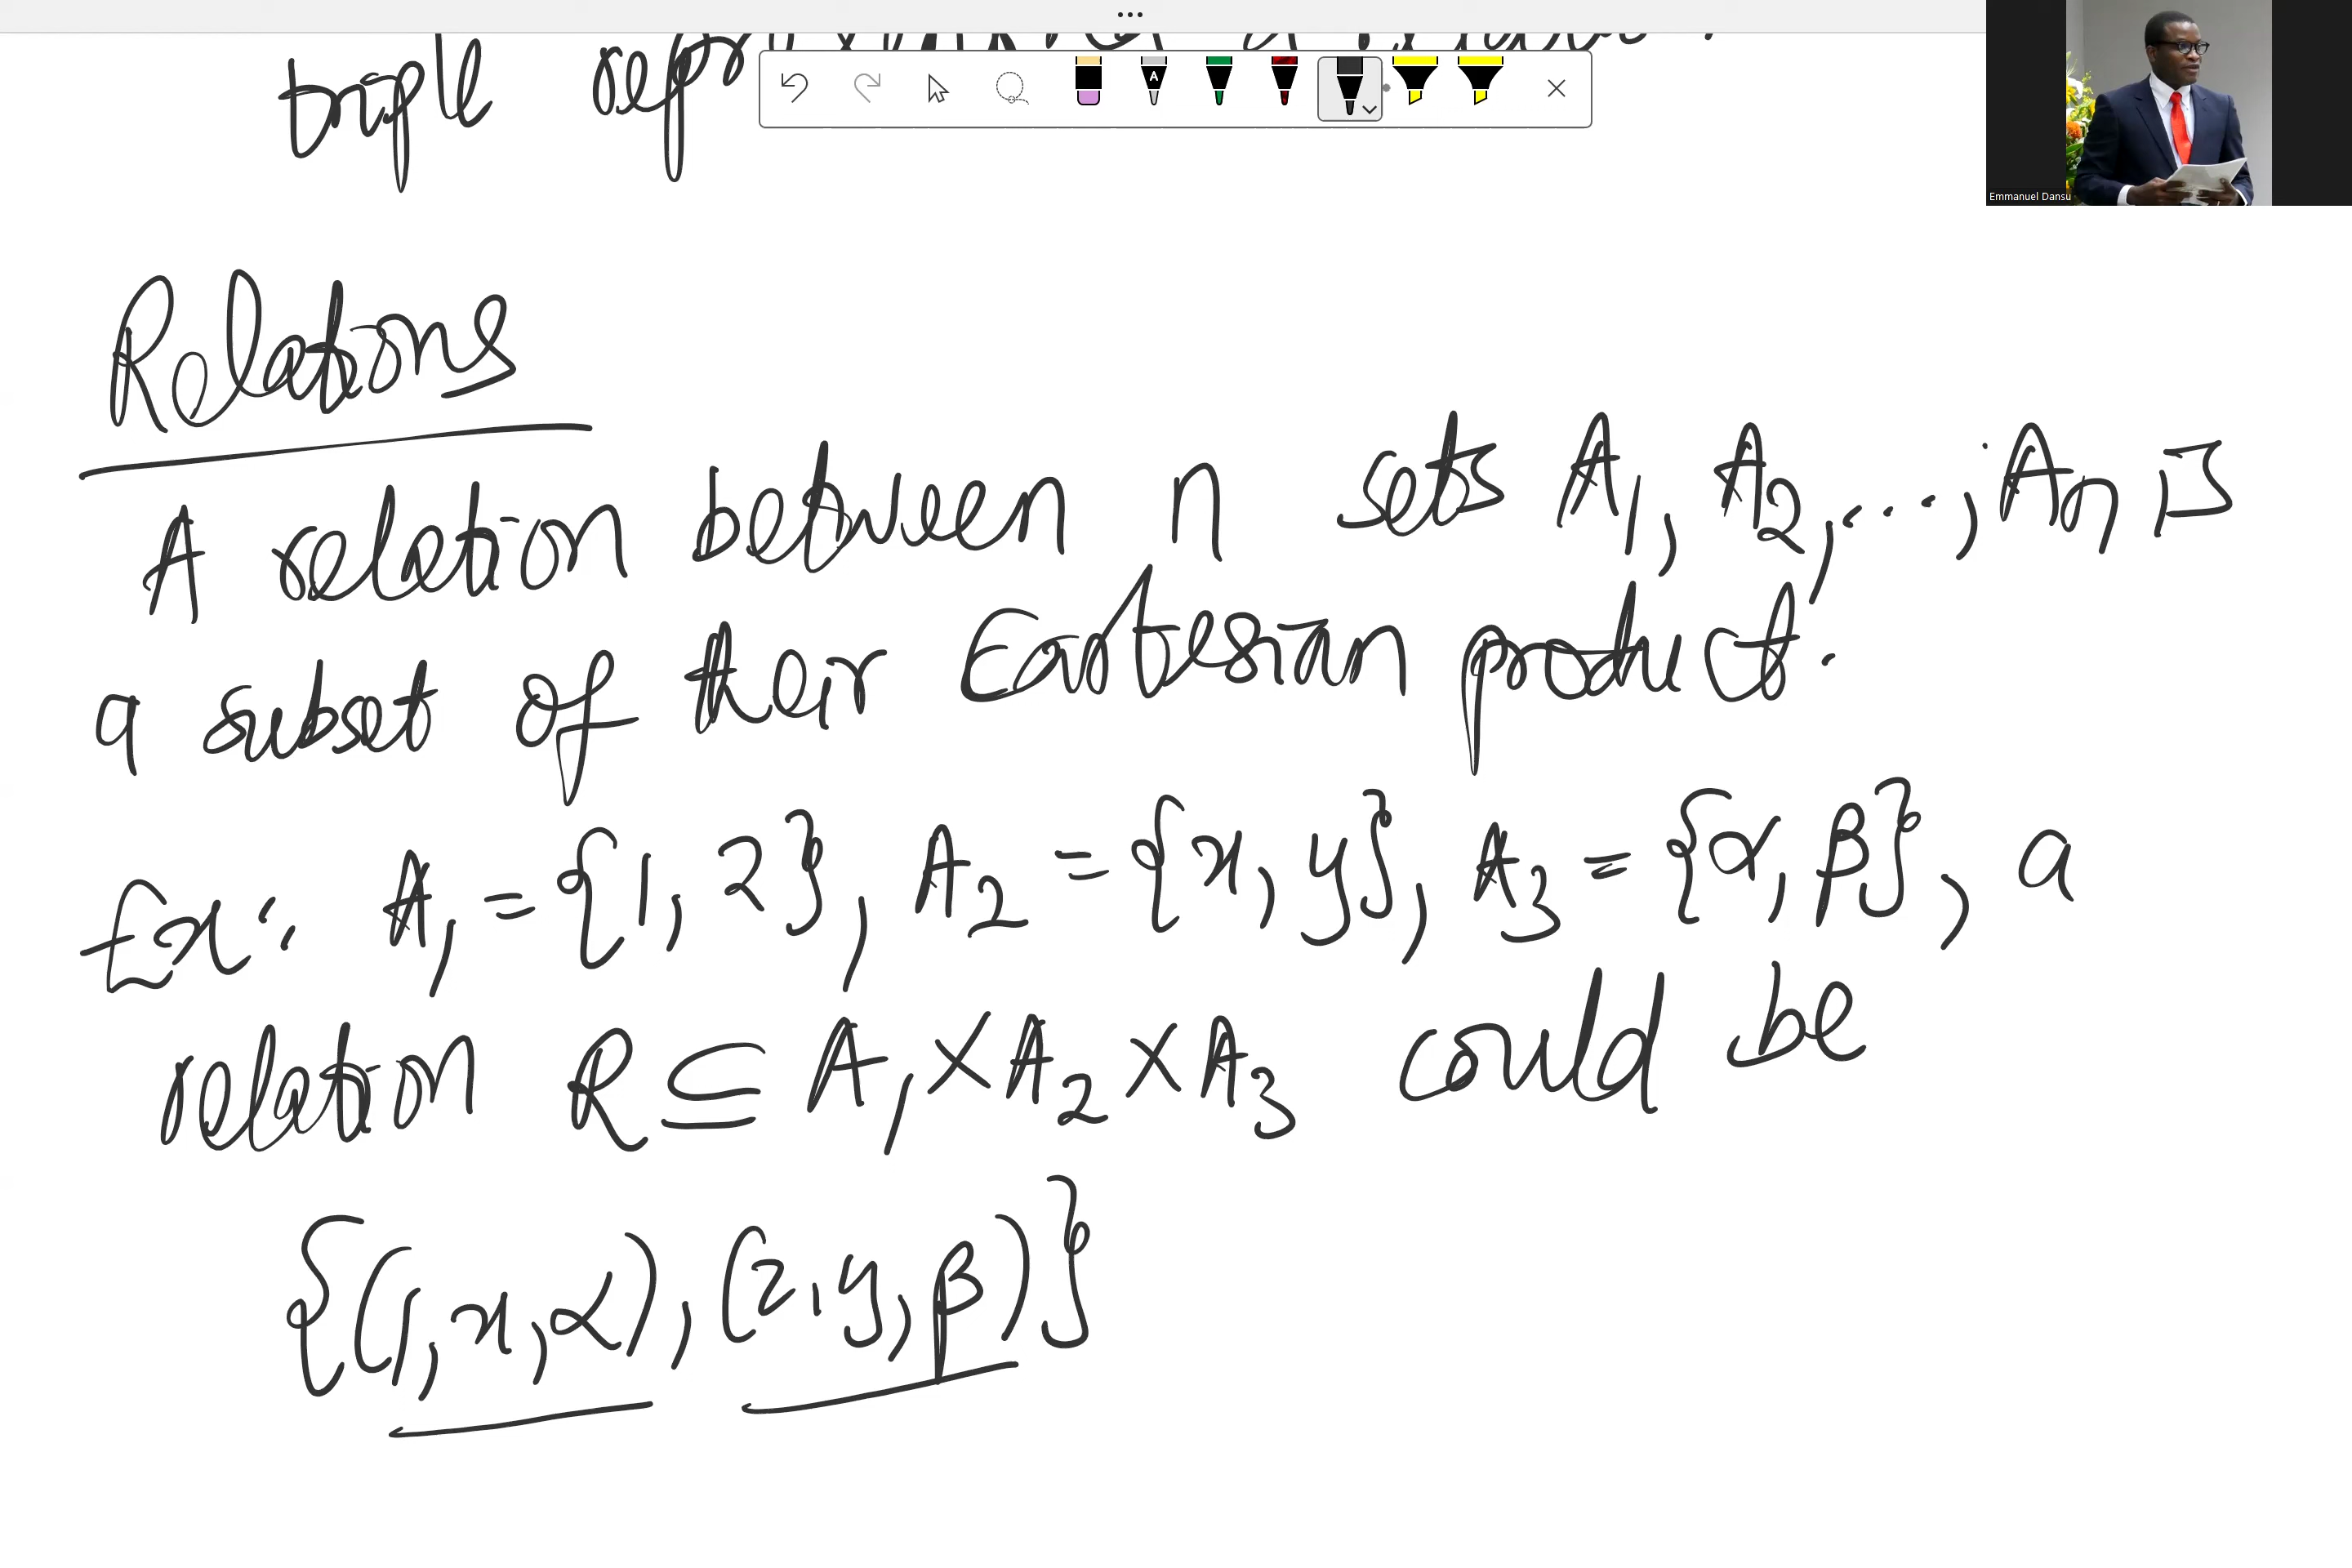 triple repr
Emmanuel Dansu
Relations
A relation between n sets A₁, A₂, ..., Aₙ is
a subset of their Cartesian product.
Ex: A₁ = {1, 2}, A₂ = {x, y}, A₃ = {α, β}, a
relation R ⊆ A₁ × A₂ × A₃ could be
{(1, x, α), (2, y, β)}